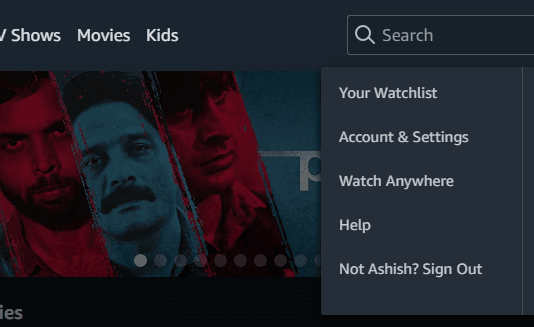 V Shows Movies Kids
Search
Your Watchlist
Account & Settings
Watch Anywhere
Help
Not Ashish? Sign Out
p
ies